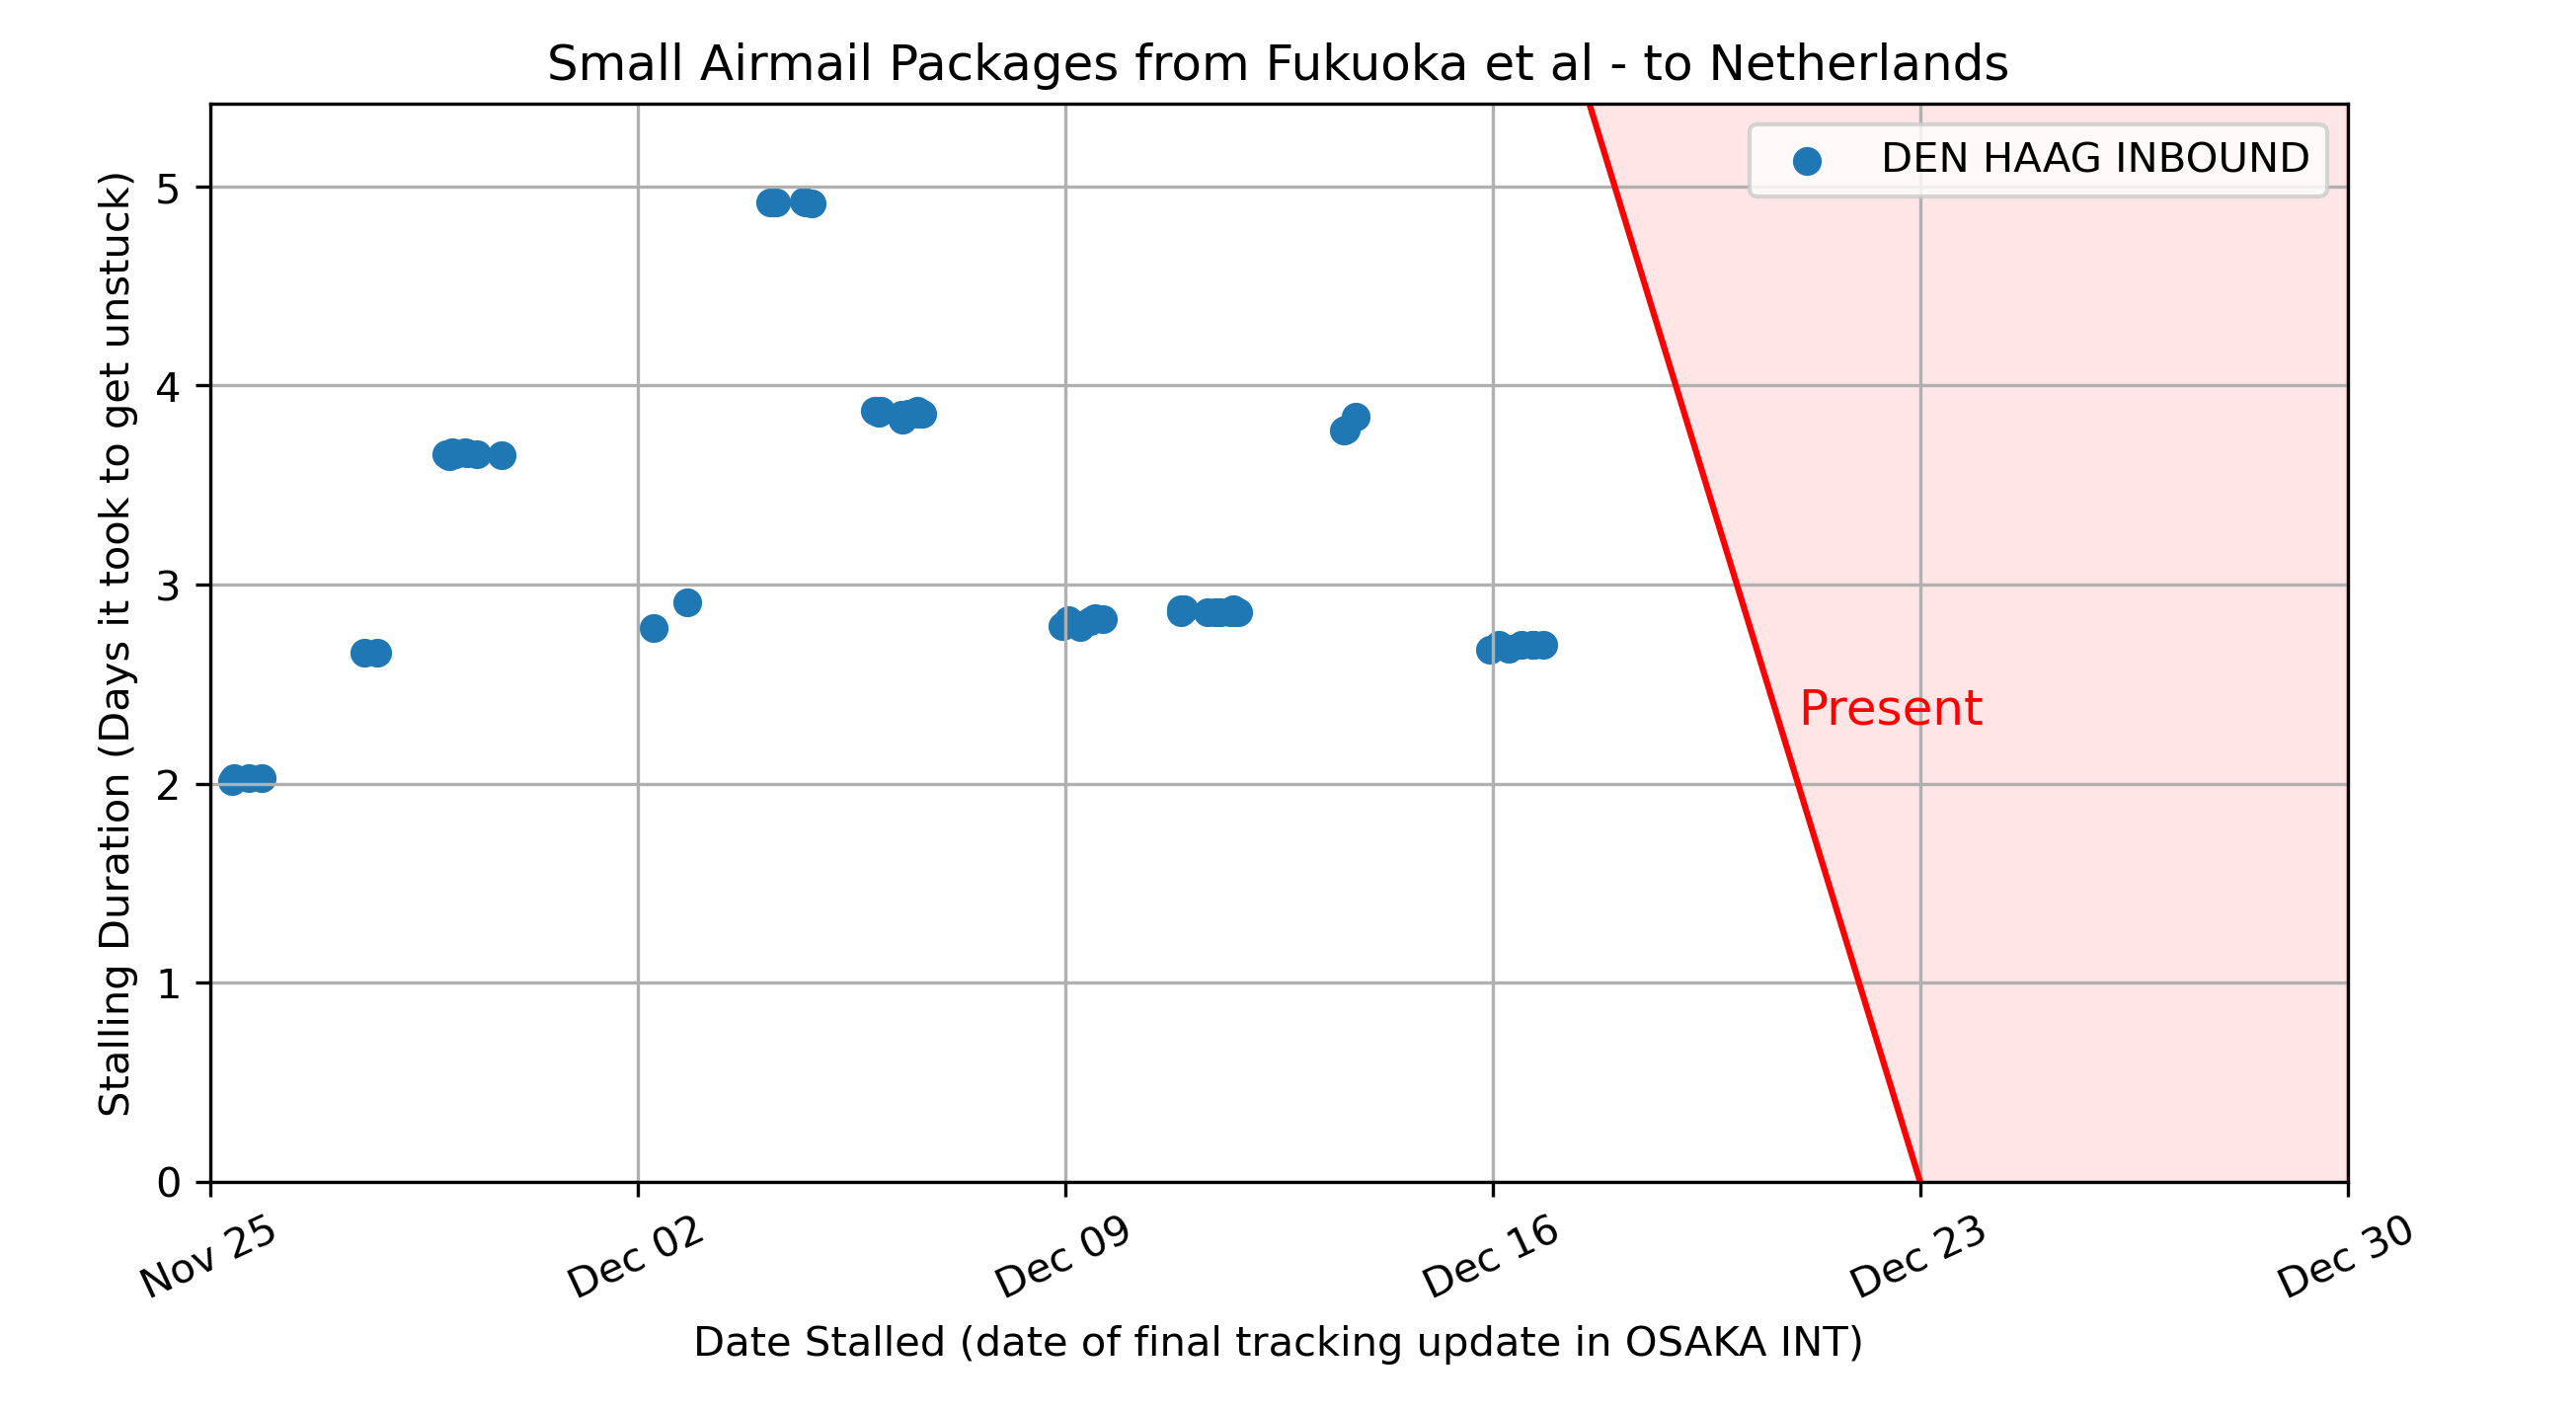 Small Airmail Packages from Fukuoka et al - to Netherlands
DEN HAAG INBOUND
Stalling Duration (Days it took to get unstuck)
5
4
3
2
1
0
Present
Nov 25
Dec 02
Dec 09
Dec 16
Dec 23
Dec 30
Date Stalled (date of final tracking update in OSAKA INT)